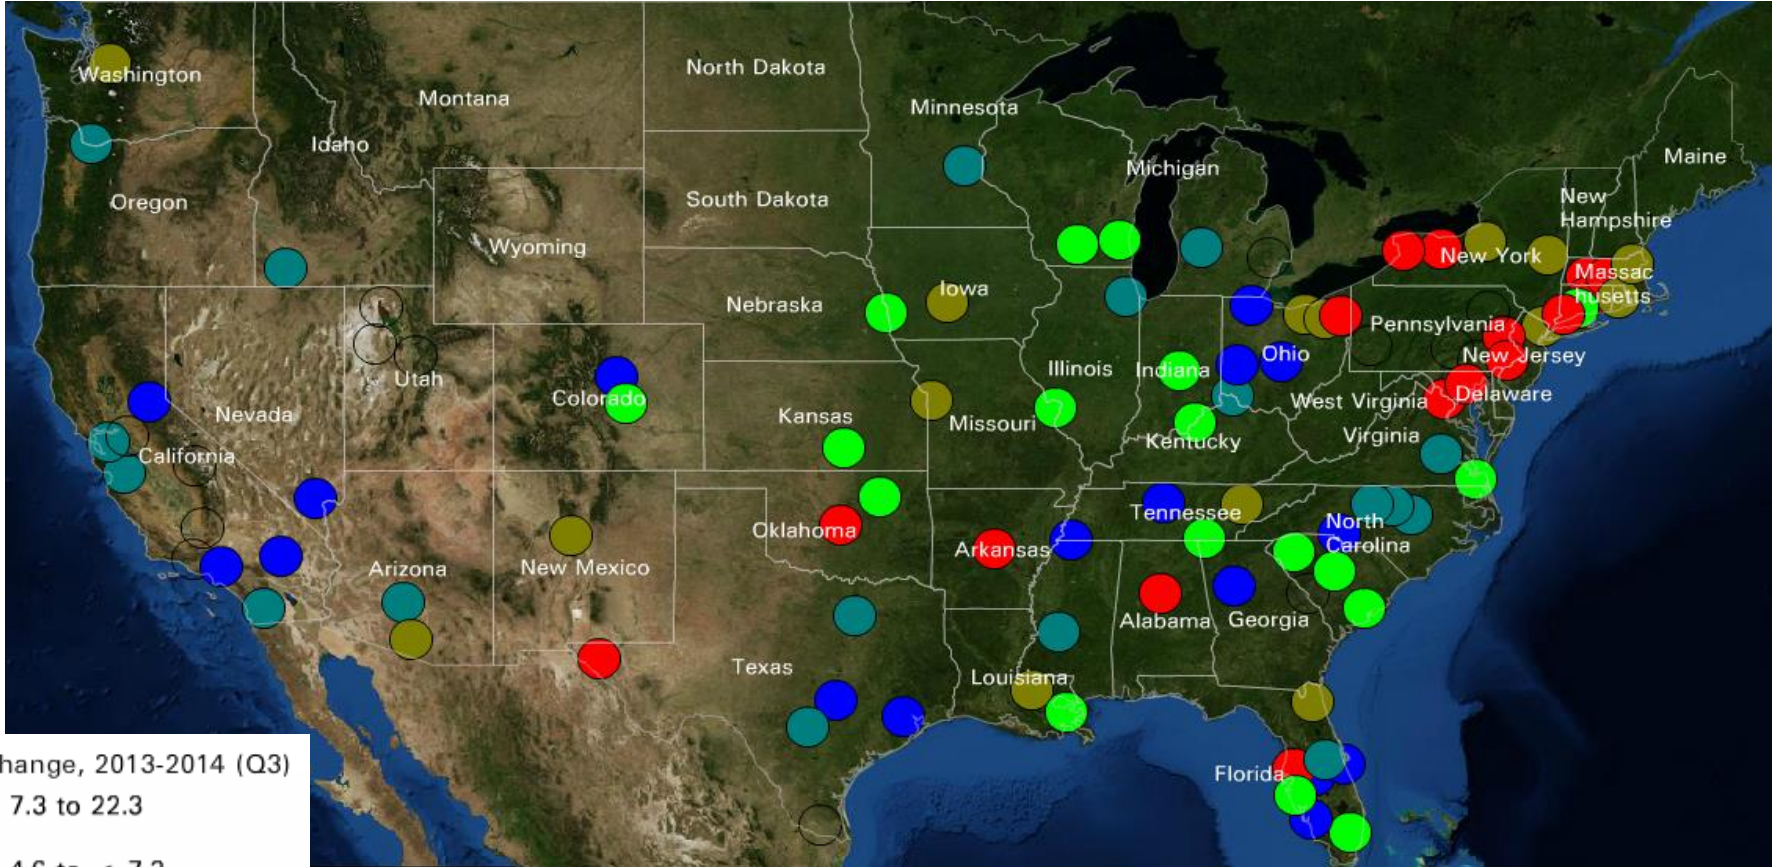 Washington
North Dakota
Montana
Minnesota
Idaho
Michigan
Maine
Oregon
South Dakota
New
Hampshire
Wyoming
New York
Massac
husetts
Nebraska
Iowa
Pennsylvania
Utah
Illinois
Indiana
Ohio
New Jersey
Colorado
Nevada
Kansas
Missouri
West Virginia
Delaware
California
Kentucky
Virginia
Oklahoma
Tennessee
North
Carolina
Arkansas
Arizona
New Mexico
Alabama
Georgia
Texas
Louisiana
Florida
hange, 2013-2014 (Q3)
7.3 to 22.3